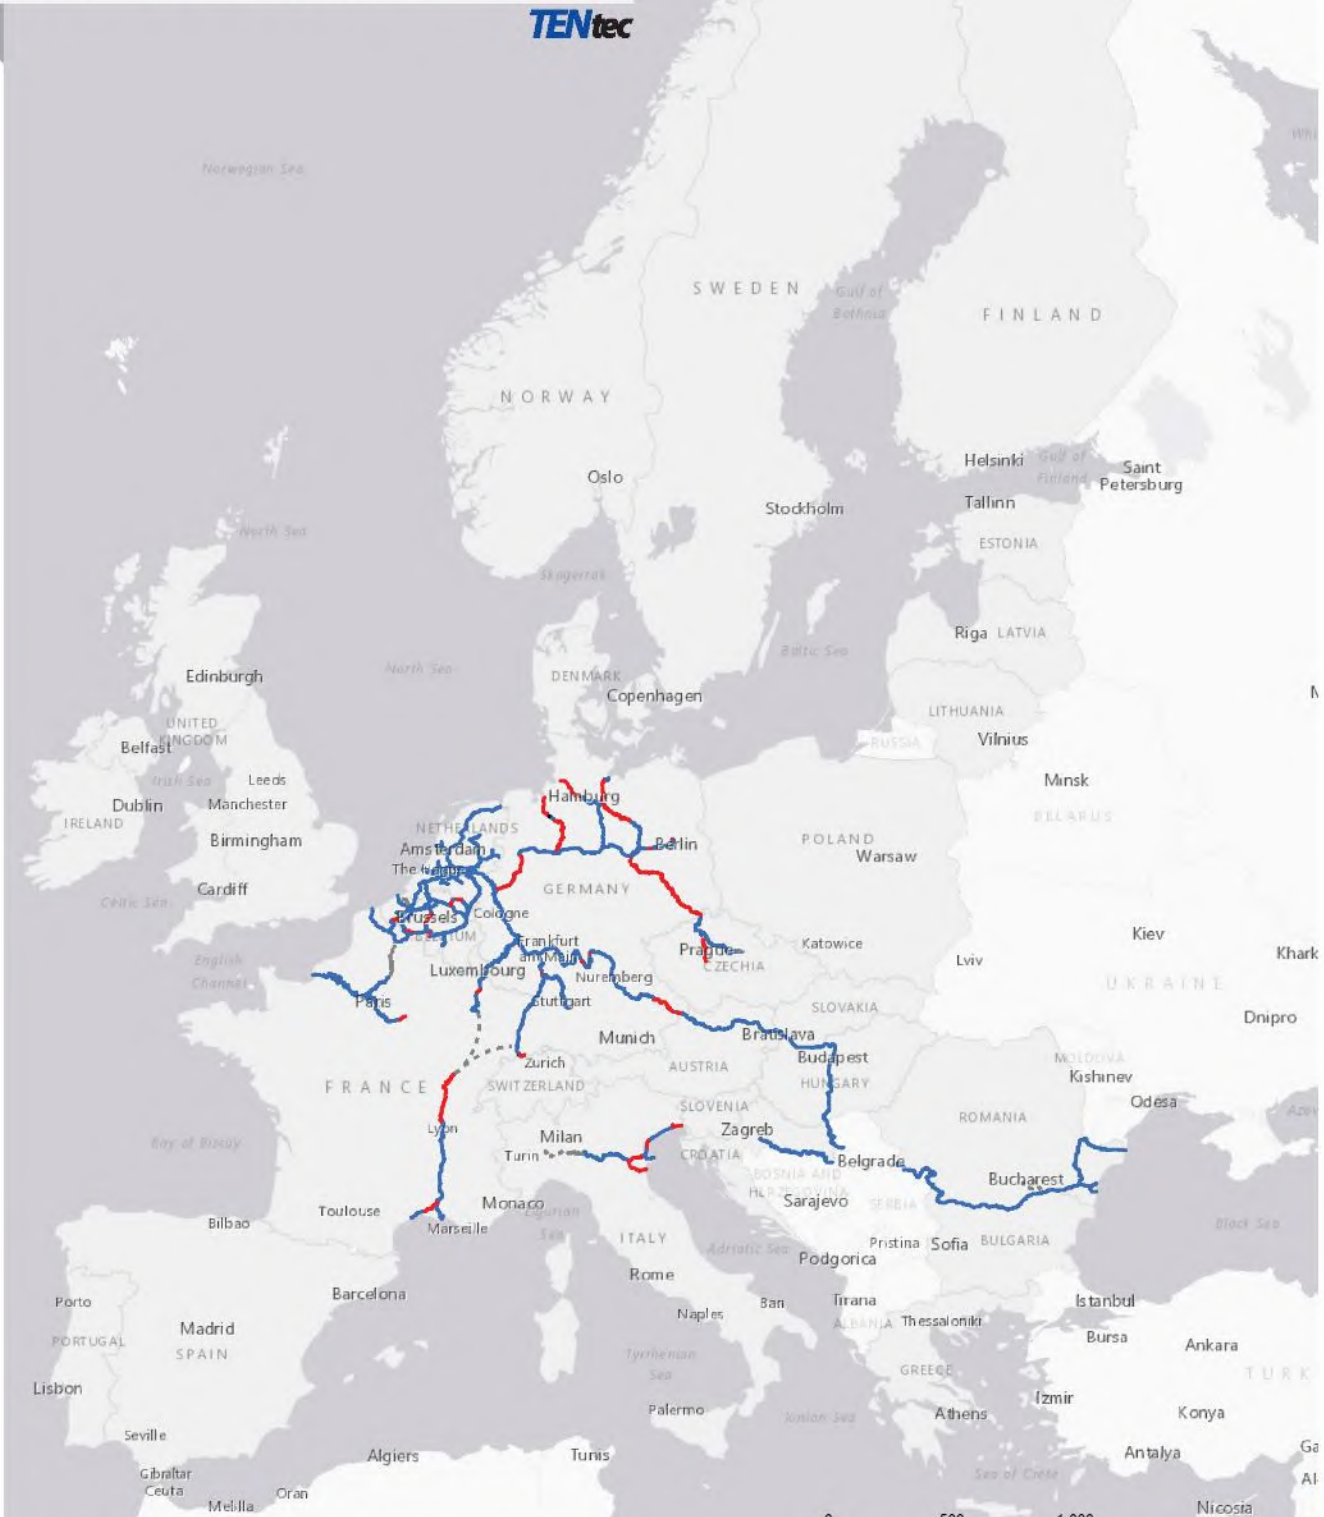 TENtec
Norwegian Sea
SWEDEN
Gulf of
Bothnia
FINLAND
NORWAY
Helsinki
Gulf of
Finland
Saint
Petersburg
Oslo
Tallinn
Stockholm
North Sea
ESTONIA
Skagerrak
Riga LATVIA
Baltic Sea
North Sea
Edinburgh
DENMARK
Copenhagen
LITHUANIA
UNITED
KINGDOM
Belfast
RUSSIA
Vilnius
Irish Sea
Leeds
Minsk
Dublin
Manchester
Hamburg
IRELAND
BELARUS
NETHERLANDS
Birmingham
POLAND
Amsterdam
Berlin
Warsaw
The Hague
Cardiff
GERMANY
Celtic Sea
Brussels
Cologne
BELGIUM
Kiev
Frankfurt
am Main
Prague
Katowice
Khark
English
Channel
Lviv
CZECHIA
Luxembourg
Nuremberg
UKRAINE
Paris
Stuttgart
SLOVAKIA
Dnipro
Munich
Bratislava
Zurich
Budapest
MOLDOVA
AUSTRIA
Kishinev
FRANCE
SWITZERLAND
HUNGARY
Odesa
SLOVENIA
ROMANIA
Lyon
Zagreb
Bay of Biscay
Milan
Turin
CROATIA
Belgrade
BOSNIA AND
HERZEGOVINA
Bucharest
Monaco
Sarajevo
SERBIA
Toulouse
Ligurian
Sea
Bilbao
Marseille
Black Sea
ITALY
Adriatic Sea
Pristina
Sofia
BULGARIA
Podgorica
Rome
Barcelona
Porto
Bari
Tirana
Istanbul
Naples
ALBANIA
Thessaloniki
Madrid
PORTUGAL
Bursa
Ankara
SPAIN
Tyrrhenian
Sea
GREECE
TURK
Lisbon
Izmir
Palermo
Ionian Sea
Athens
Konya
Seville
Algiers
Tunis
Antalya
Ga
Gibraltar
Sea of Crete
Al
Ceuta
Oran
Melilla
Nicosia
0 500 1,000